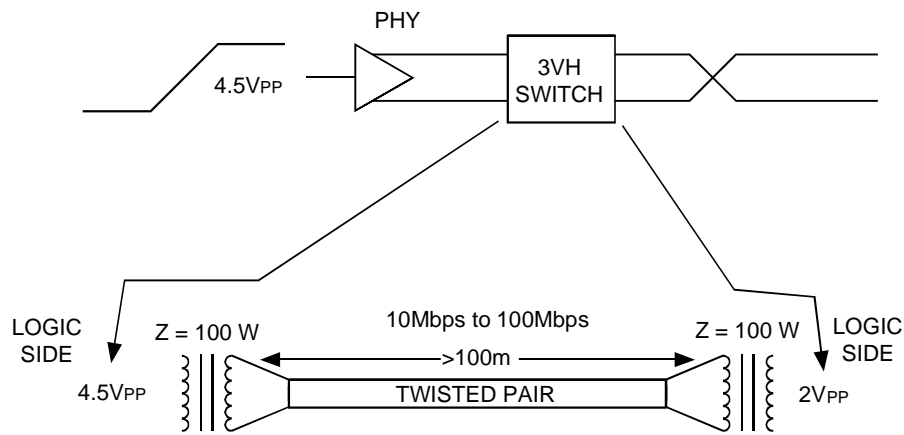 PHY
4.5VPP
3VH
SWITCH
LOGIC
SIDE
Z = 100 W
10Mbps to 100Mbps
Z = 100 W
LOGIC
SIDE
>100m
4.5VPP
TWISTED PAIR
2VPP